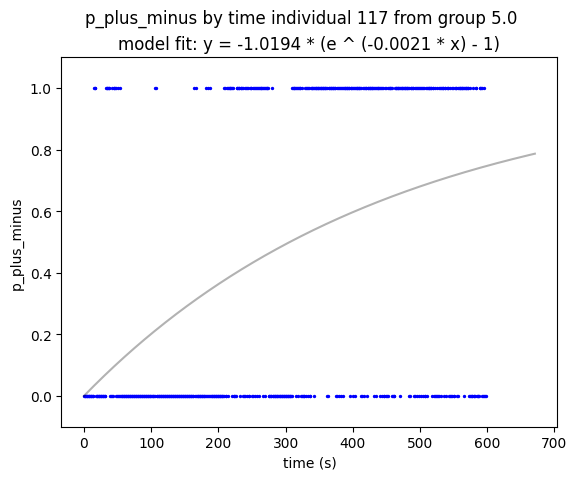 p_plus_minus by time individual 117 from group 5.0
model fit: y = -1.0194 * (e ^ (-0.0021 * x) - 1)
1.0
0.8
0.6
0.4
0.2
0.0
p_plus_minus
0 100 200 300 400 500 600 700
time (s)